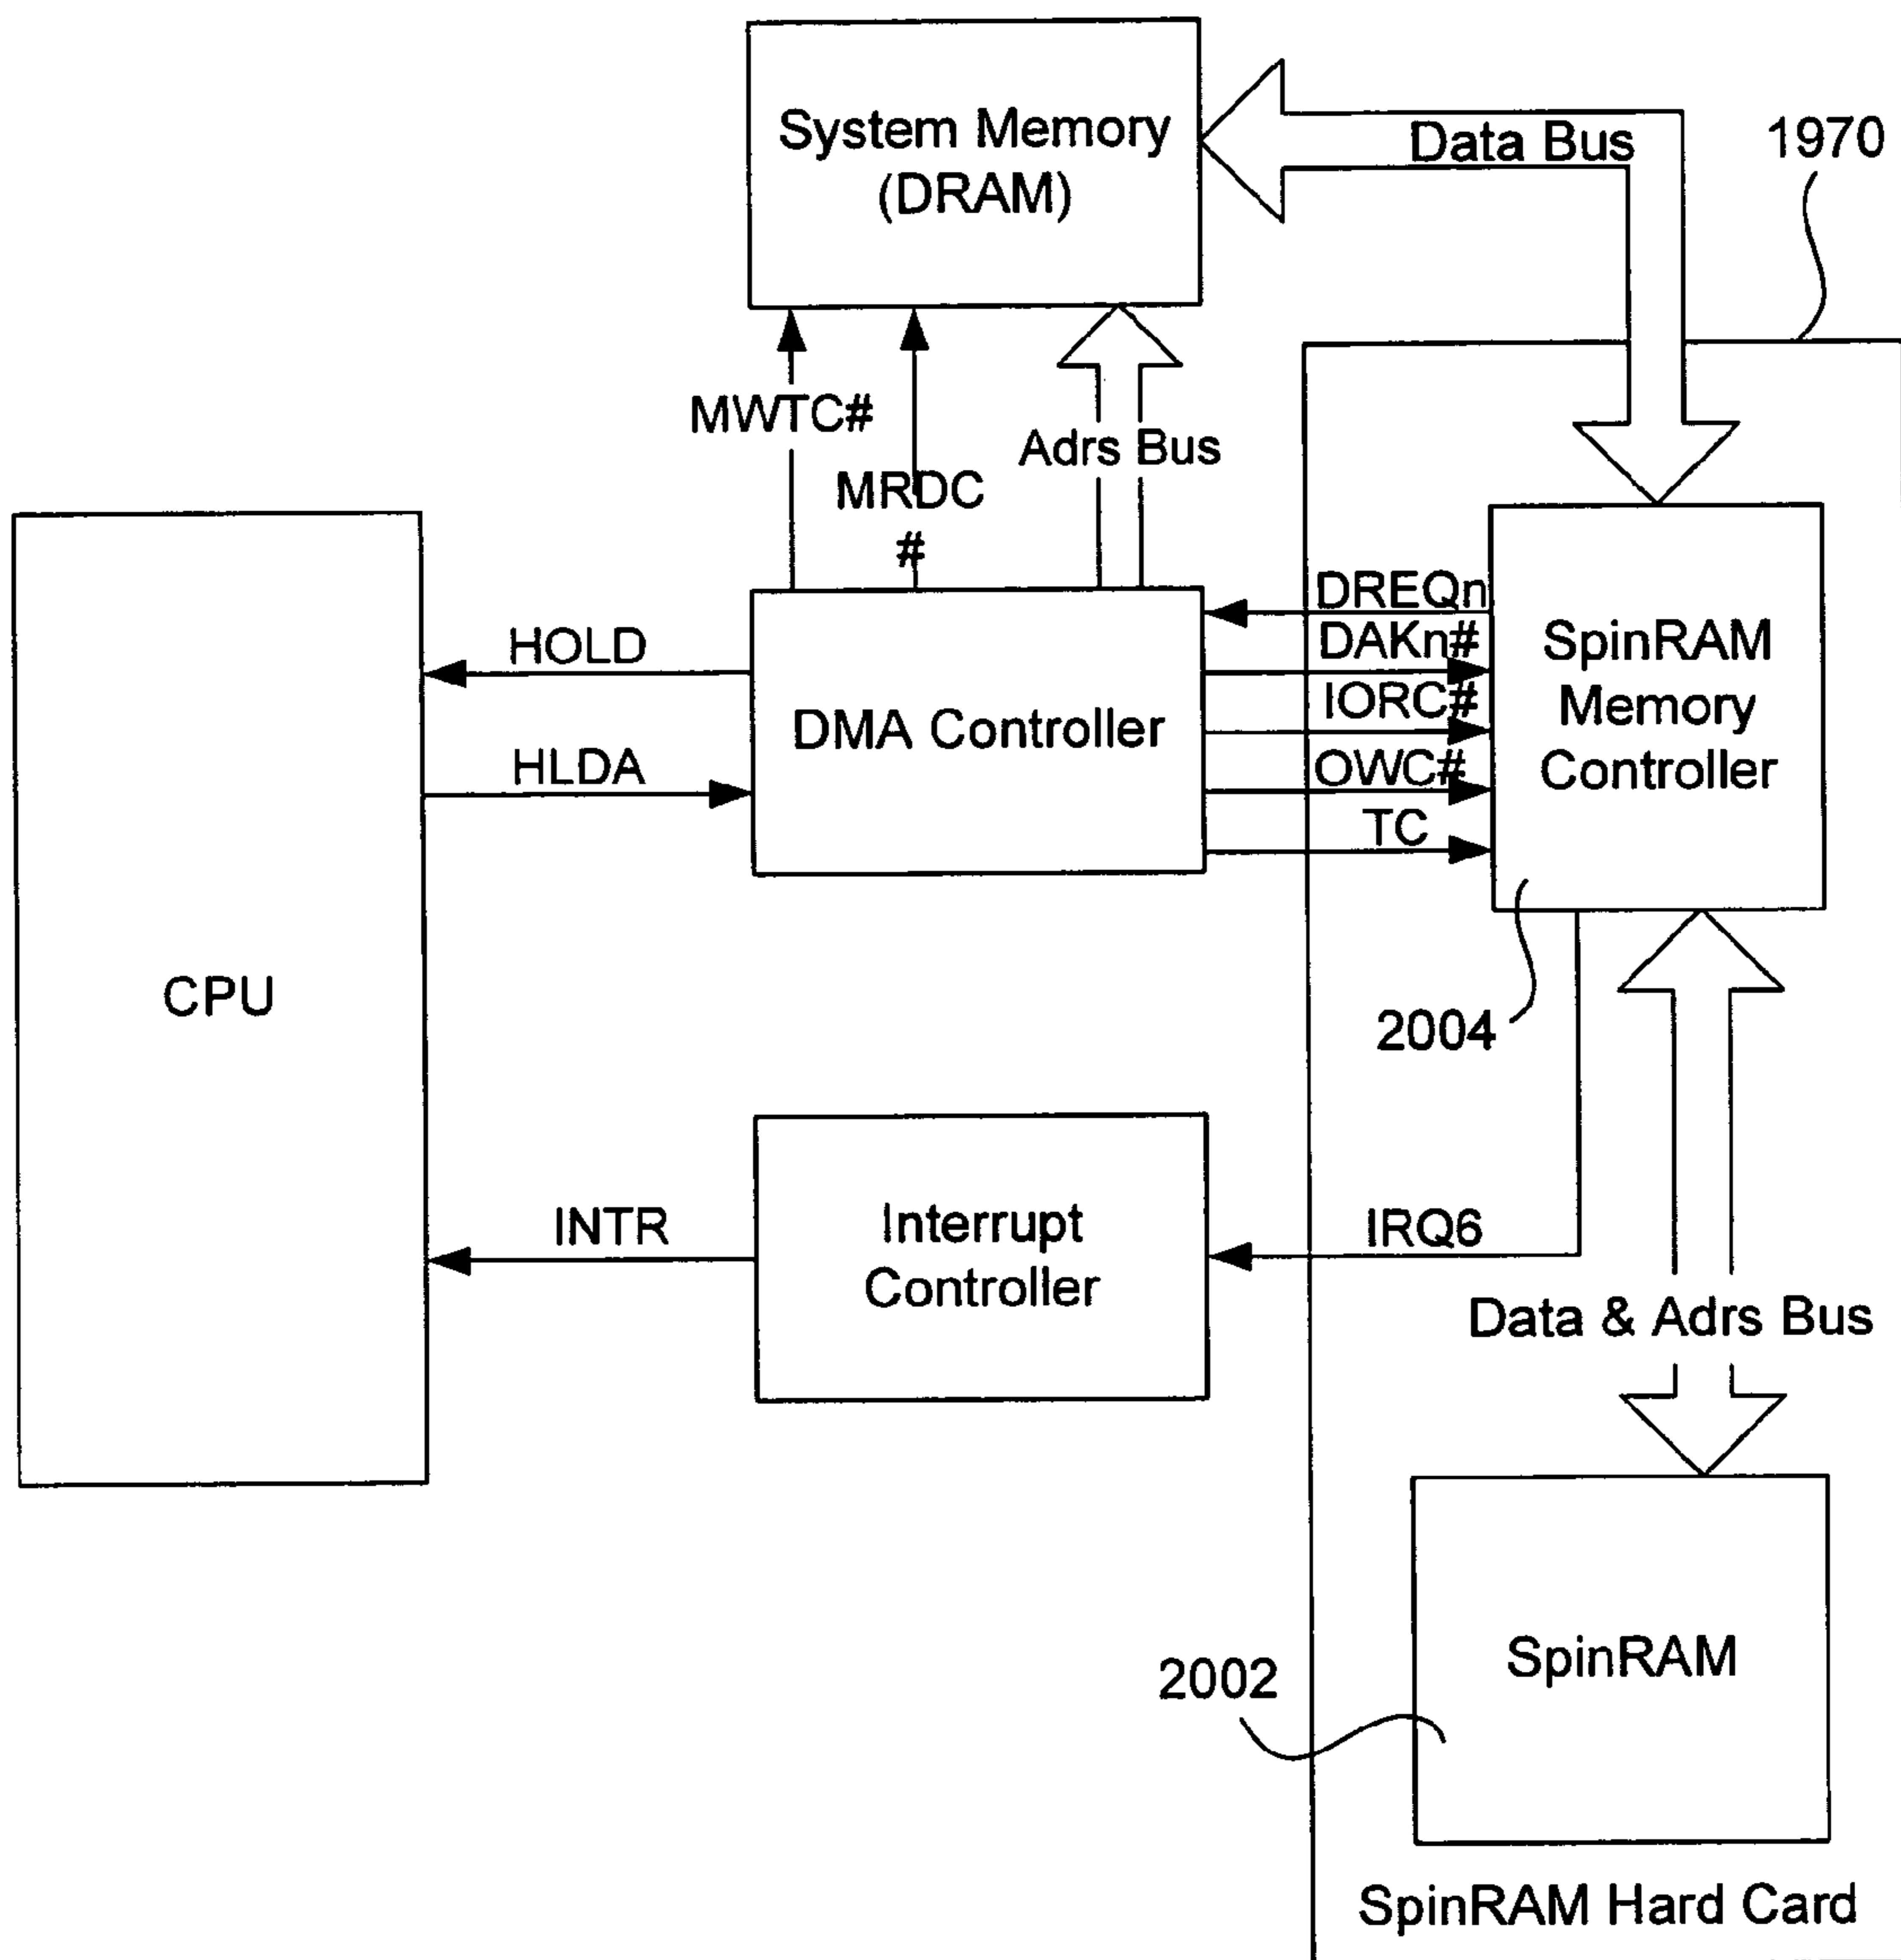 System Memory
(DRAM)
Data Bus
1970
MWTC#
MRDC
#
Adrs Bus
CPU
HOLD
HLDA
DMA Controller
DREQn
DAKn#
IORC#
OWC#
TC
SpinRAM
Memory
Controller
2004
INTR
Interrupt
Controller
IRQ6
Data & Adrs Bus
2002
SpinRAM
SpinRAM Hard Card